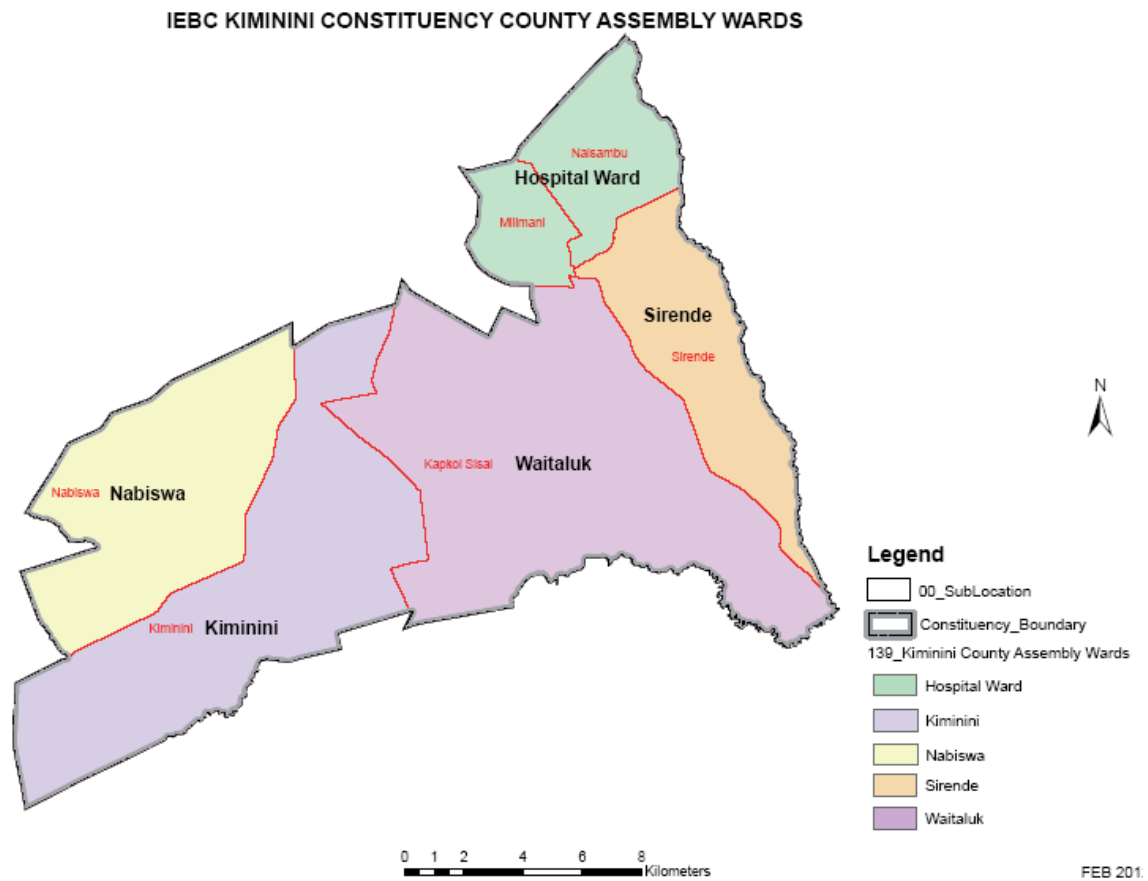 IEBC KIMININI CONSTITUENCY COUNTY ASSEMBLY WARDS
Naisambu
Hospital Ward
Milimani
Sirende
Sirende
N
Kapkoi Sisal
Waitaluk
Nabiswa
Nabiswa
Kiminini
Kiminini
Legend
00_SubLocation
Constituency_Boundary
139_Kiminini County Assembly Wards
Hospital Ward
Kiminini
Nabiswa
Sirende
Waitaluk
0 1 2 4 6 8
Kilometers
FEB 201